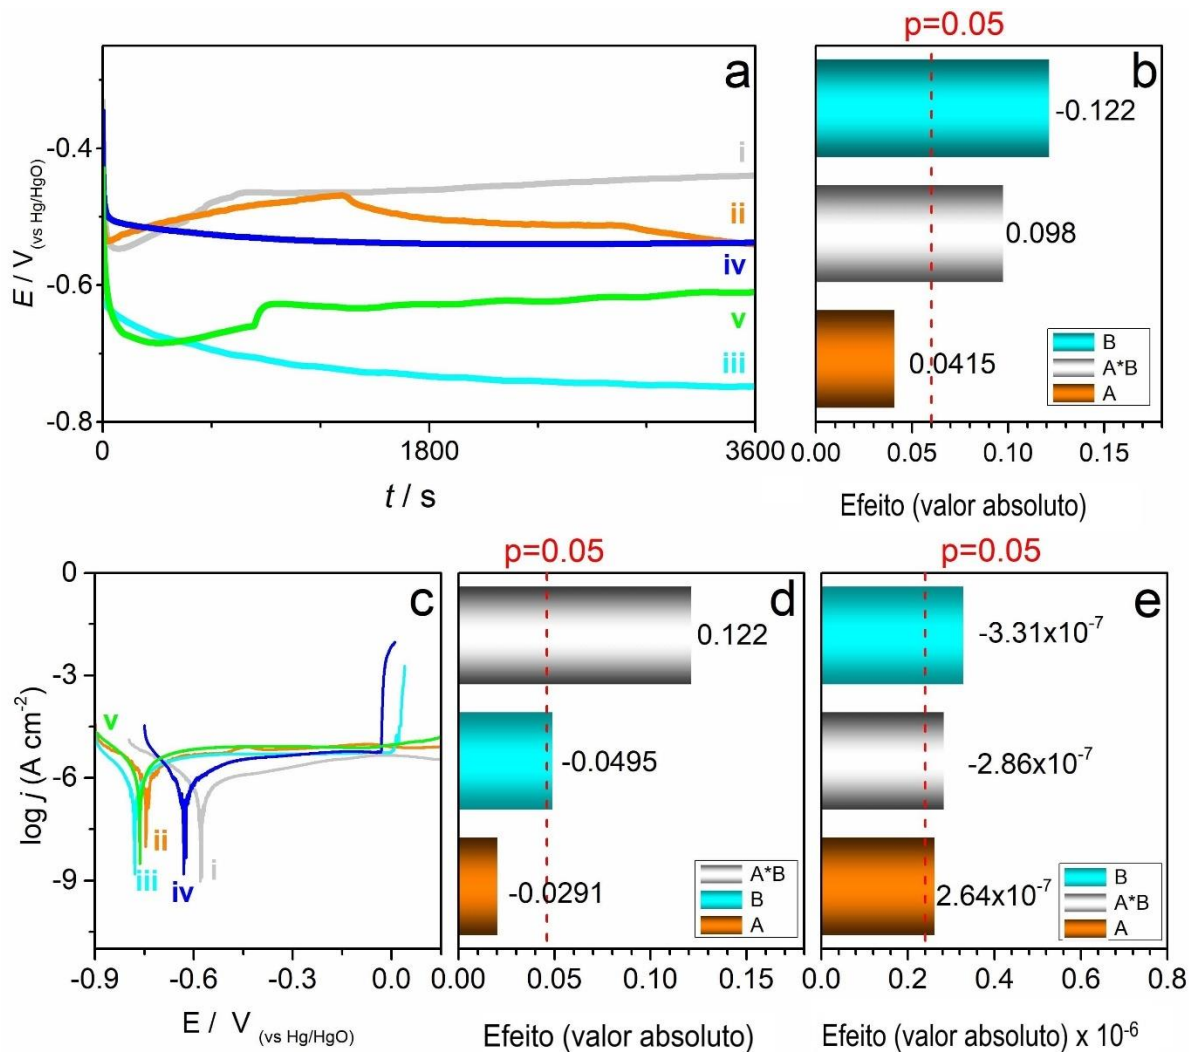 a
E / V (vs Hg/HgO)
-0.4
-0.6
-0.8
i
ii
iv
v
iii
0
1800
3600
t / s
p=0.05
b
-0.122
0.098
0.0415
B
A*B
A
0.00
0.05
0.10
0.15
Efeito (valor absoluto)
c
log j (A cm-2)
0
-3
-6
-9
v
ii
iii
i
iv
-0.9
-0.6
-0.3
0.0
E / V (vs Hg/HgO)
p=0.05
d
0.122
-0.0495
-0.0291
A*B
B
A
0.00
0.05
0.10
0.15
Efeito (valor absoluto)
p=0.05
e
-3.31x10-7
-2.86x10-7
2.64x10-7
B
A*B
A
0.0
0.2
0.4
0.6
0.8
Efeito (valor absoluto) x 10-6